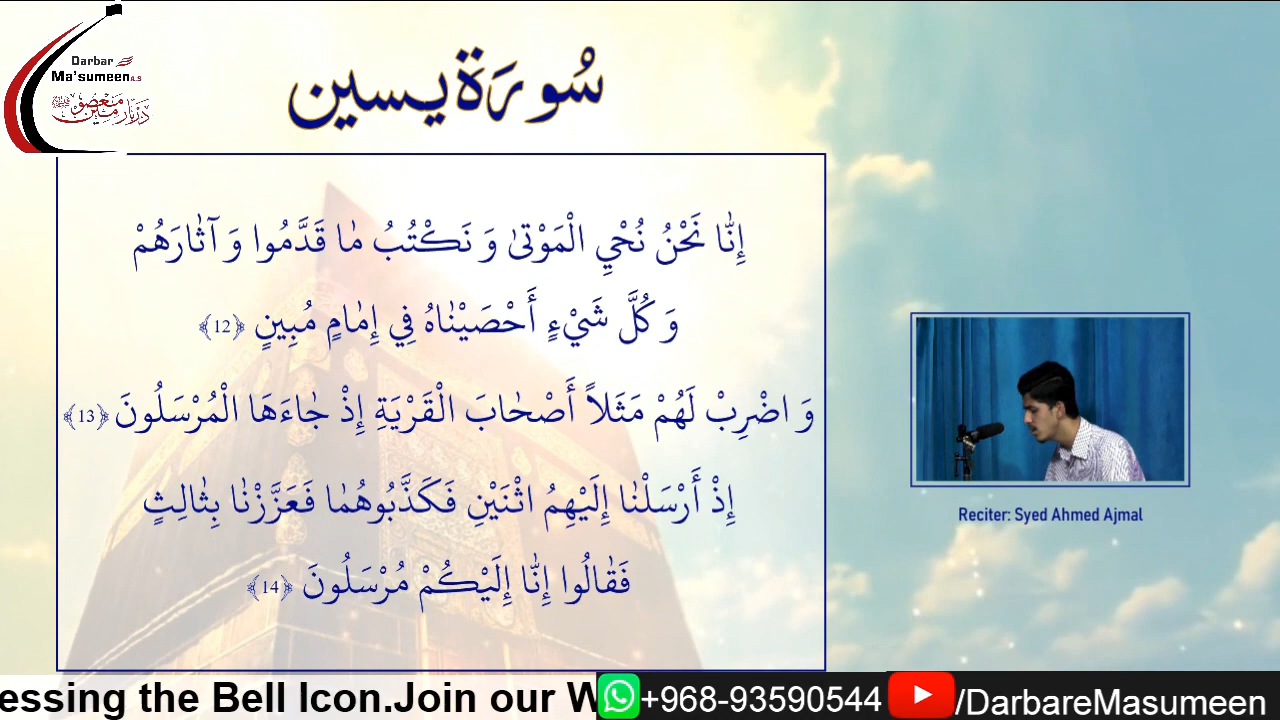 Darbar
Ma'sumeen A.S
سُورَة يسين
إِنّٰا نَحْنُ نُحْيِ الْمَوْتىٰ وَ نَكْتُبُ مٰا قَدَّمُوا وَ آثٰارَهُمْ
وَ كُلَّ شَيْءٍ أَحْصَيْنٰاهُ فِي إِمٰامٍ مُبِينٍ ﴿12﴾
وَ اضْرِبْ لَهُمْ مَثَلاً أَصْحٰابَ الْقَرْيَةِ إِذْ جٰاءَهَا الْمُرْسَلُونَ ﴿13﴾
إِذْ أَرْسَلْنٰا إِلَيْهِمُ اثْنَيْنِ فَكَذَّبُوهُمٰا فَعَزَّزْنٰا بِثٰالِثٍ
فَقٰالُوا إِنّٰا إِلَيْكُمْ مُرْسَلُونَ ﴿14﴾
Reciter: Syed Ahmed Ajmal
essing the Bell Icon.Join our W
+968-93590544
/DarbareMasumeen